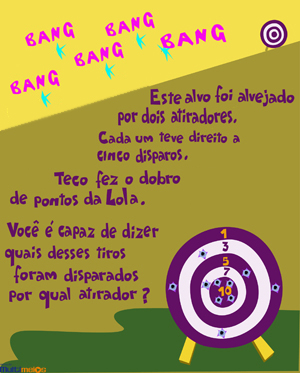 BANG
BANG
BANG
BANG
BANG
Este alvo foi alvejado
por dois atiradores.
Cada um teve direito a
cinco disparos.
Teco fez o dobro
de pontos da Lola.
Você é capaz de dizer
quais desses tiros
foram disparados
por qual atirador?
1
3
5
7
10